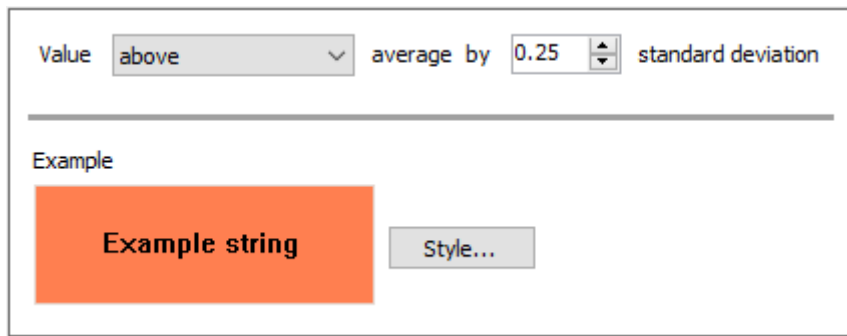 Value above average by 0.25 standard deviation
Example
Example string Style...